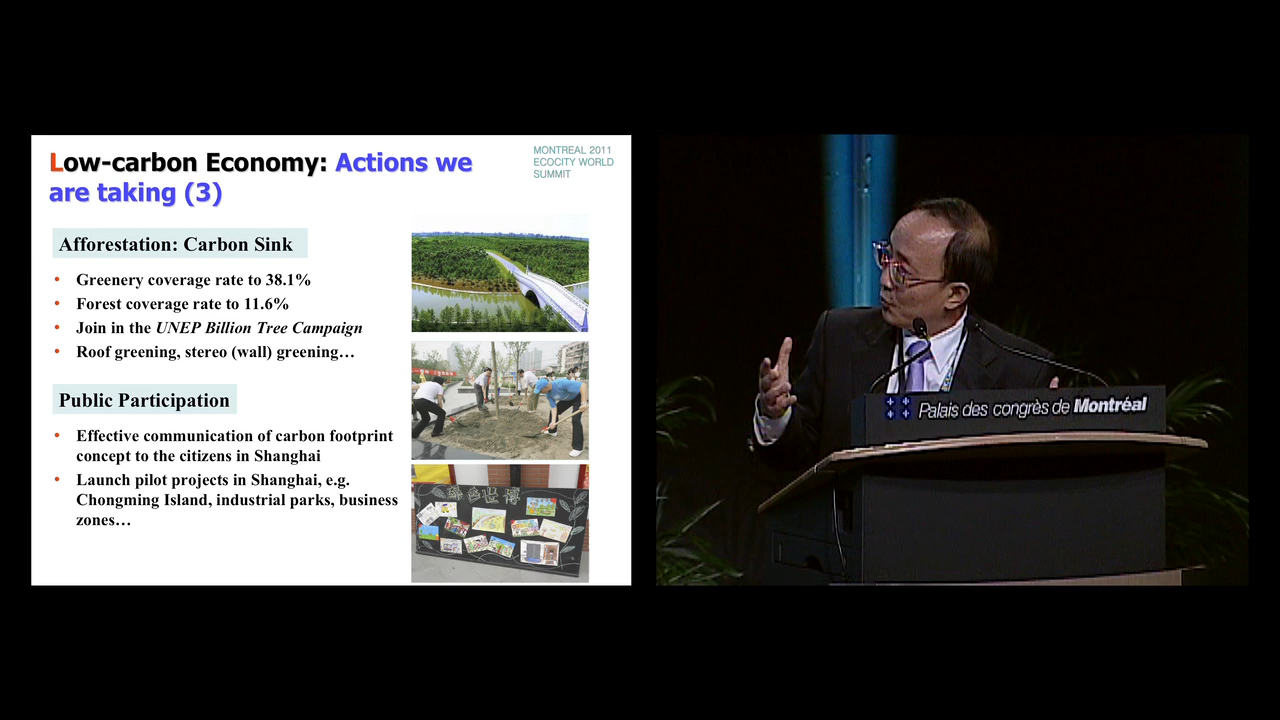 Low-carbon Economy: Actions we
are taking (3)
MONTREAL 2011
ECOCITY WORLD
SUMMIT
Afforestation: Carbon Sink
• Greenery coverage rate to 38.1%
• Forest coverage rate to 11.6%
• Join in the UNEP Billion Tree Campaign
• Roof greening, stereo (wall) greening…
Public Participation
• Effective communication of carbon footprint
concept to the citizens in Shanghai
• Launch pilot projects in Shanghai, e.g.
Chongming Island, industrial parks, business
zones…
Palais des congrès de Montréal